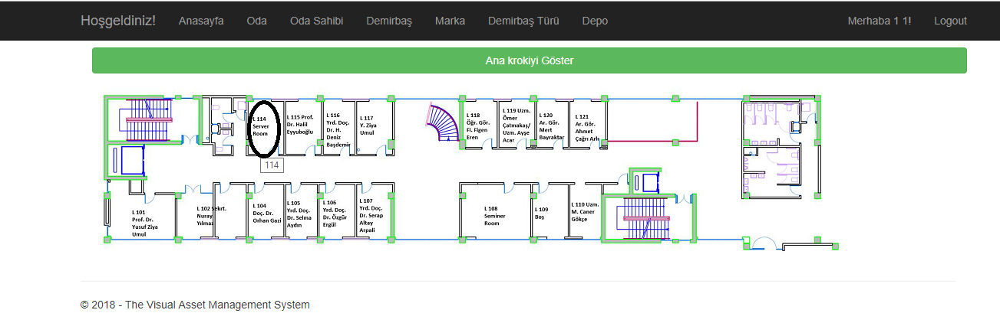 Hoşgeldiniz! Anasayfa Oda Oda Sahibi Demirbaş Marka Demirbaş Türü Depo Merhaba 1 1! Logout
Ana krokiyi Göster
L 114
Server
Room
L 115 Prof.
Dr. Halil
Eyyuboğlu
L 116
Yrd. Doç.
Dr. H.
Deniz
Başdemir
L 117
Y. Ziya
Umul
L 118
Öğr. Gör.
Fi. Figen
Eren
L 119 Uzm.
Ömer
Çatmakaş/
Uzm. Ayşe
Acar
L 120
Ar. Gör.
Mert
Bayraktar
L 121
Ar. Gör.
Ahmet
Çağrı Arlı
114
L 101
Prof. Dr.
Yusuf Ziya
Umul
L 102 Sekrt.
Nuray
Yılmaz
L 104
Doç. Dr.
Orhan Gazi
L 105
Yrd. Doç.
Dr. Selma
Aydın
L 106
Yrd. Doç.
Dr. Özgür
Ergül
L 107
Yrd. Doç.
Dr. Serap
Altay
Arpali
L 108
Seminer
Room
L 109
Boş
L 110 Uzm.
M. Caner
Gökçe
© 2018 - The Visual Asset Management System